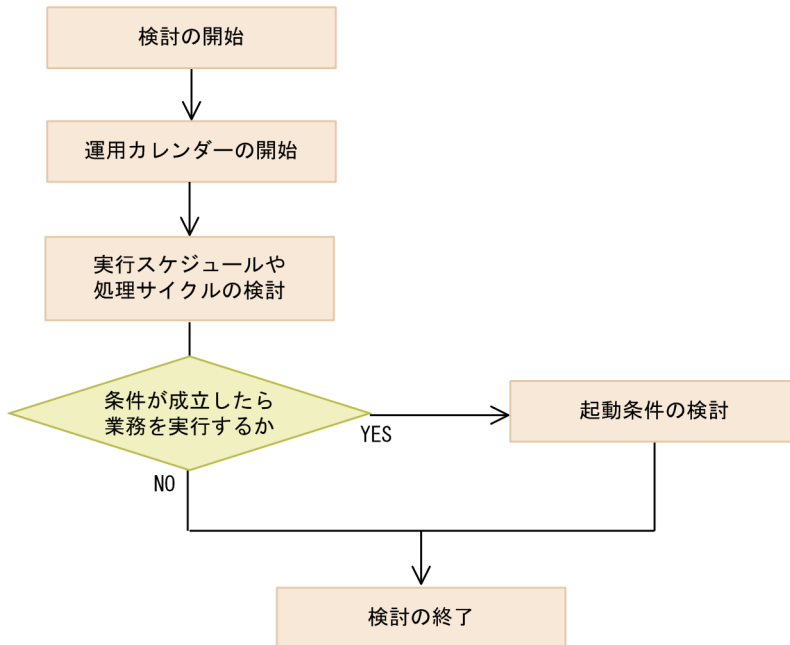 検討の開始
運用カレンダーの開始
実行スケジュールや
処理サイクルの検討
条件が成立したら
業務を実行するか
YES
起動条件の検討
NO
検討の終了